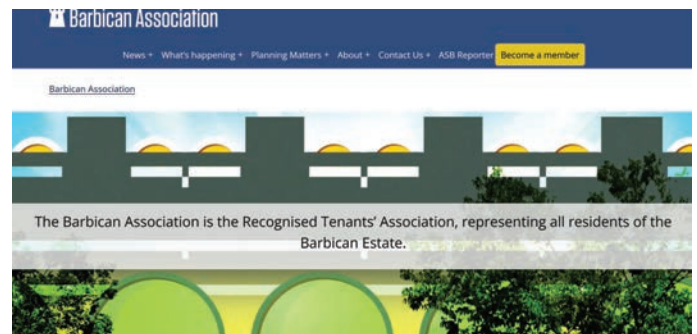 Barbican Association
News + What's happening + Planning Matters + About + Contact Us + ASB Reporter Become a member
Barbican Association
The Barbican Association is the Recognised Tenants' Association, representing all residents of the
Barbican Estate.